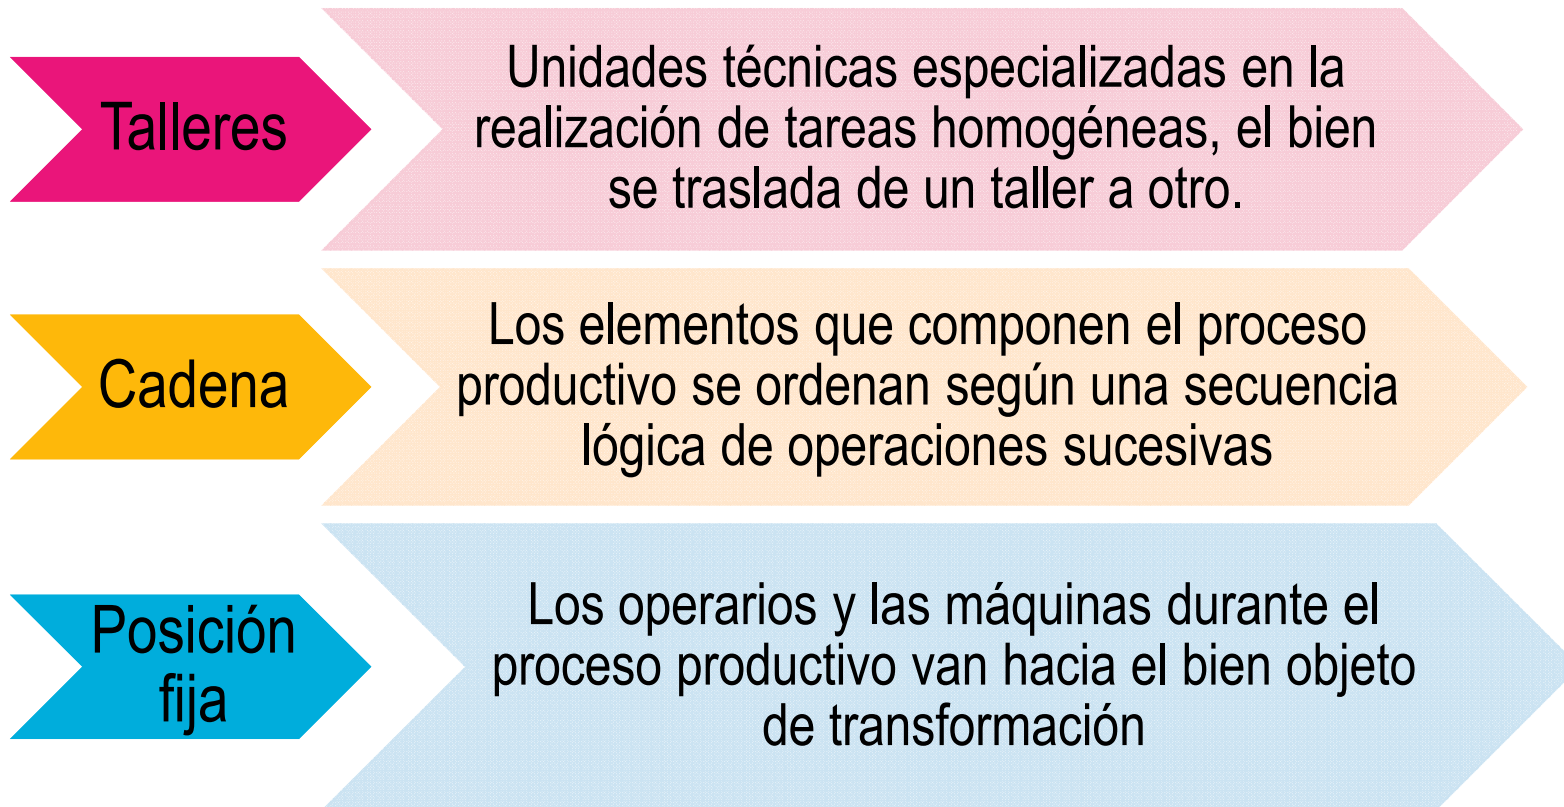 Talleres
Unidades técnicas especializadas en la
realización de tareas homogéneas, el bien
se traslada de un taller a otro.
Cadena
Los elementos que componen el proceso
productivo se ordenan según una secuencia
lógica de operaciones sucesivas
Posición
fija
Los operarios y las máquinas durante el
proceso productivo van hacia el bien objeto
de transformación